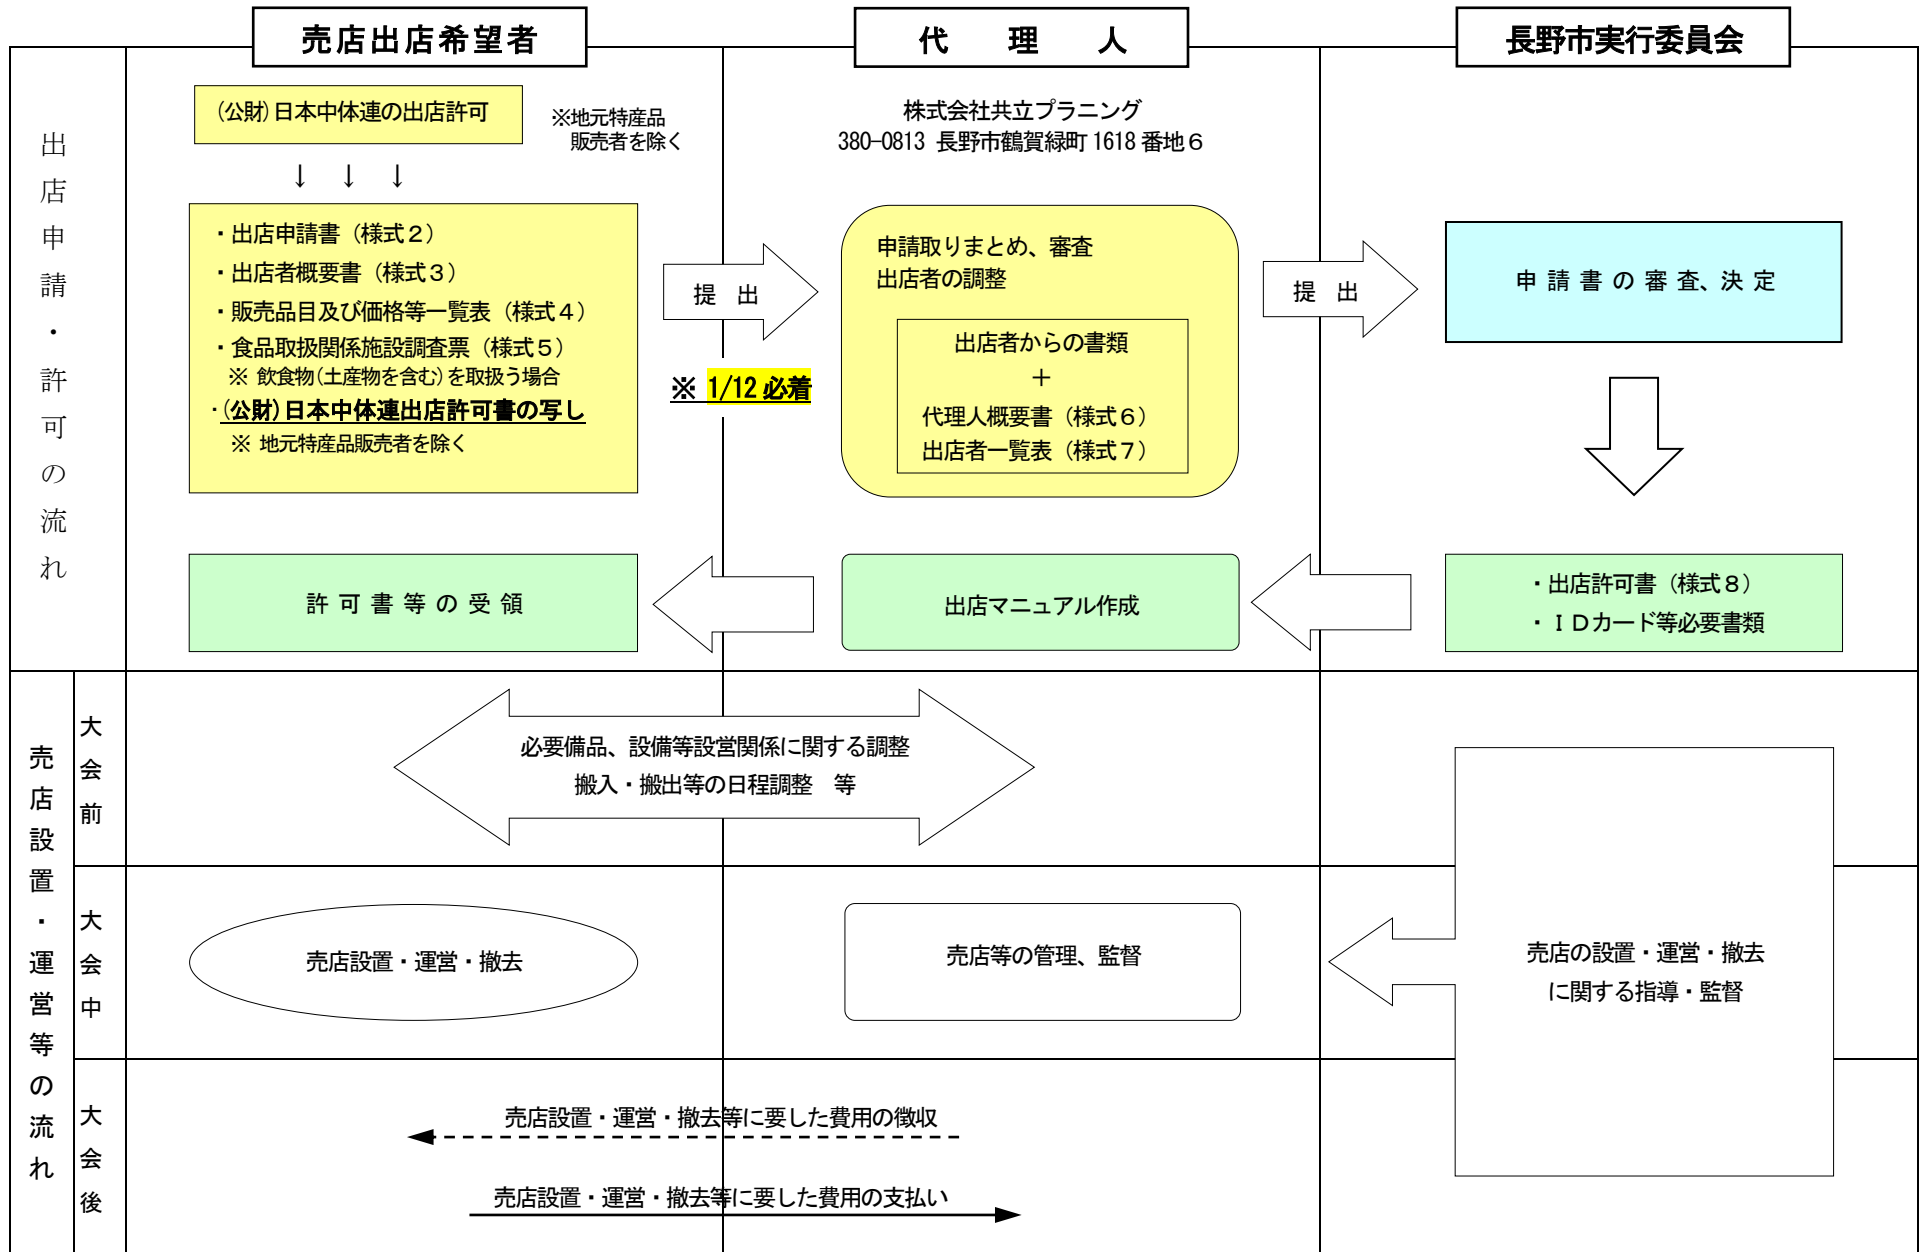 売店出店希望者
代　理　人
長野市実行委員会
出店申請・許可の流れ
(公財)日本中体連の出店許可
※地元特産品
販売者を除く
↓ ↓ ↓
・出店申請書（様式２）
・出店者概要書（様式３）
・販売品目及び価格等一覧表（様式４）
・食品取扱関係施設調査票（様式５）
※ 飲食物(土産物を含む)を取扱う場合
・(公財)日本中体連出店許可書の写し
※ 地元特産品販売者を除く
提 出
※ 1/12 必着
株式会社共立プラニング
380-0813 長野市鶴賀緑町 1618 番地６
申請取りまとめ、審査
出店者の調整
出店者からの書類
＋
代理人概要書（様式６）
出店者一覧表（様式７）
提 出
申 請 書 の 審 査、決 定
・出店許可書（様式８）
・ＩＤカード等必要書類
出店マニュアル作成
許 可 書 等 の 受 領
売店設置・運営等の流れ
大会前
必要備品、設備等設営関係に関する調整
搬入・搬出等の日程調整　等
大会中
売店設置・運営・撤去
売店等の管理、監督
売店の設置・運営・撤去
に関する指導・監督
大会後
売店設置・運営・撤去等に要した費用の徴収
売店設置・運営・撤去等に要した費用の支払い